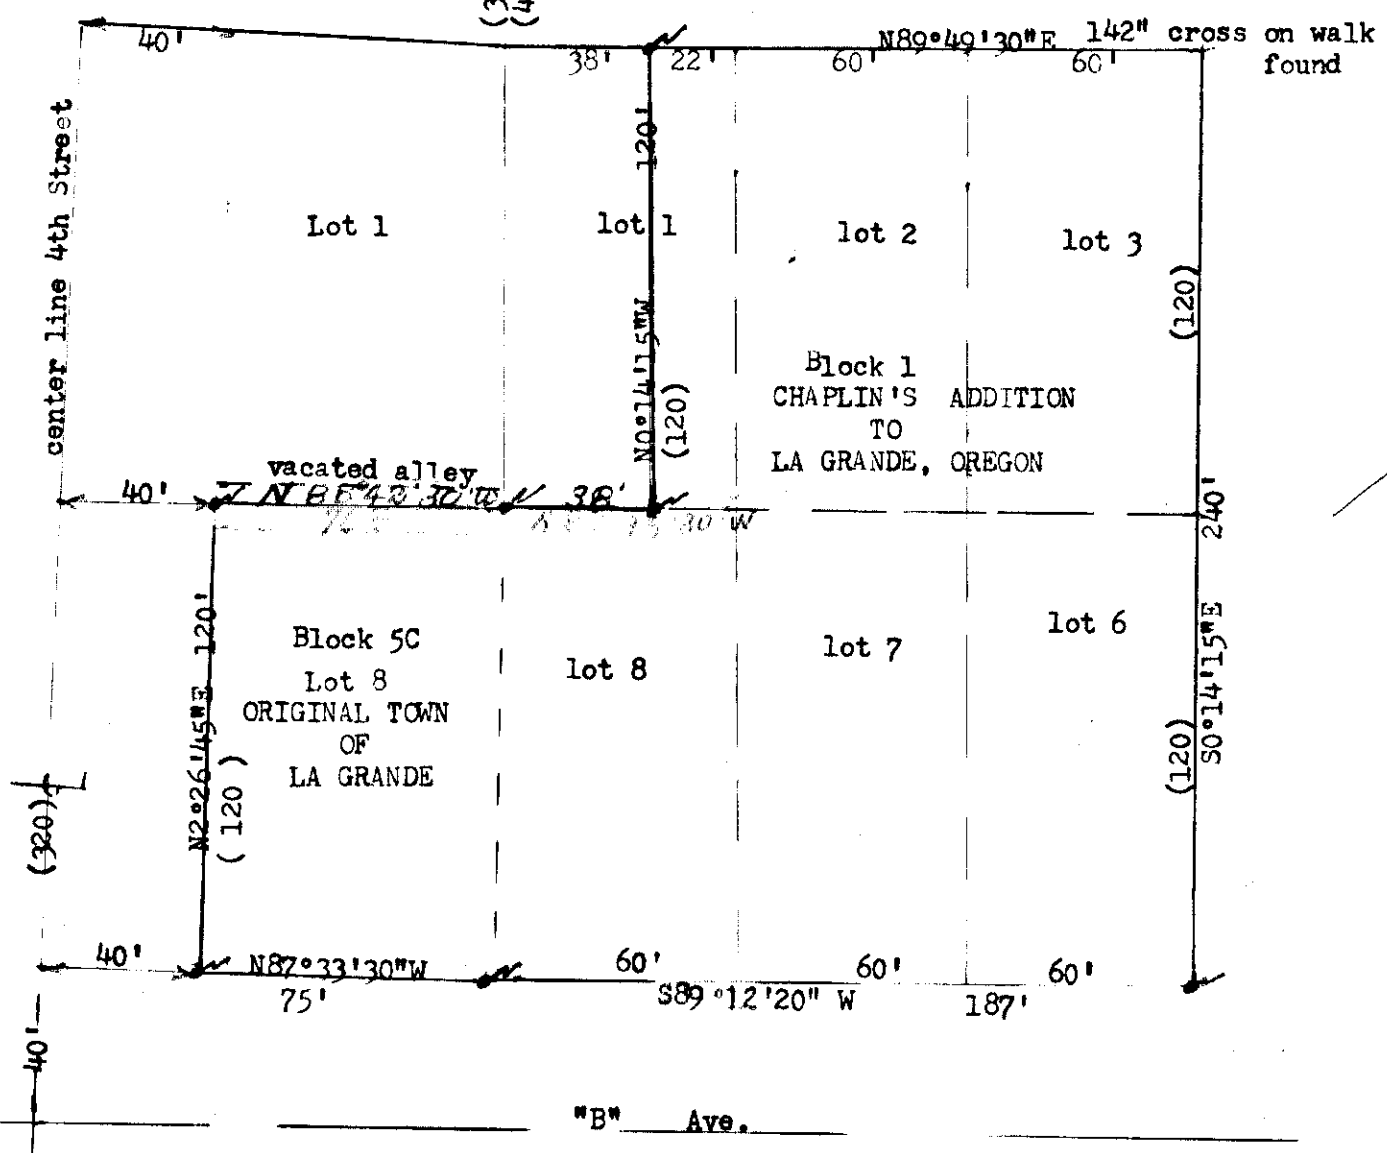 40'
38'
22'
60'
N89°49'30"E
60'
142" cross on walk
found
center line 4th Street
120'
Lot 1
lot 1
lot 2
lot 3
(120)
N0°14'15"W
(120)
Block 1
CHAPLIN'S ADDITION
TO
LA GRANDE, OREGON
vacated alley
40'
38'
30 W
240'
S0°14'15"E
120'
N2°26'45"E
(120)
Block 5C
Lot 8
ORIGINAL TOWN
OF
LA GRANDE
lot 8
lot 7
lot 6
(120)
(320)
40'
N87°33'30"W
75'
60'
60'
60'
S89°12'20" W
187'
40'
"B" Ave.